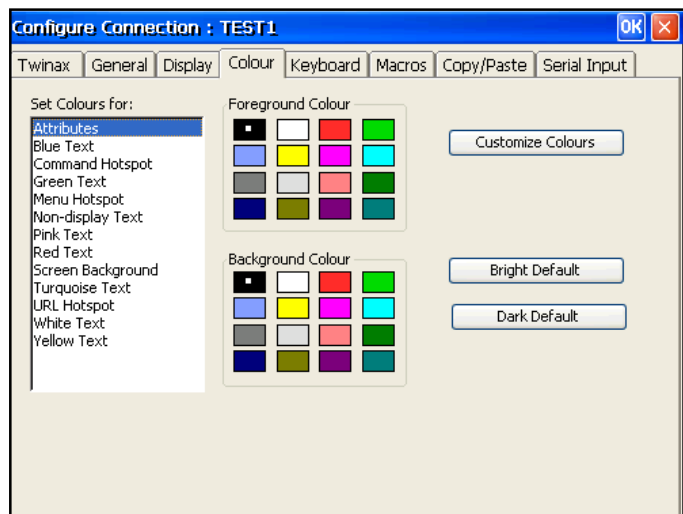 Configure Connection : TEST1
OK
Twinax General Display Colour Keyboard Macros Copy/Paste Serial Input
Set Colours for:
Attributes
Blue Text
Command Hotspot
Green Text
Menu Hotspot
Non-display Text
Pink Text
Red Text
Screen Background
Turquoise Text
URL Hotspot
White Text
Yellow Text
Foreground Colour
Background Colour
Customize Colours
Bright Default
Dark Default